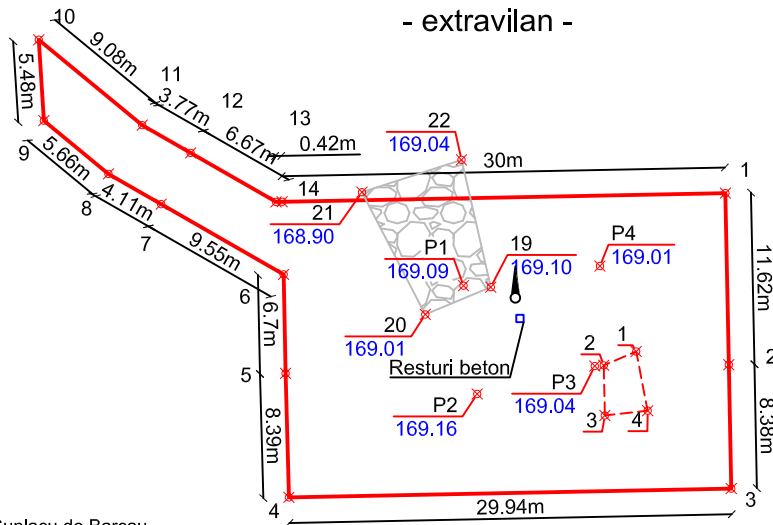 - extravilan -
10
9.08m
11
3.77m
12
6.67m
13
0.42m
22
169.04
30m
1
5.48m
9
5.66m
8
4.11m
7
9.55m
14
21
168.90
P1
169.09
19
169.10
P4
169.01
11.62m
6
6.7m
20
169.01
Resturi beton
2
1
2
5
P3
169.04
3
4
P2
169.16
8.39m
8.38m
4
29.94m
3